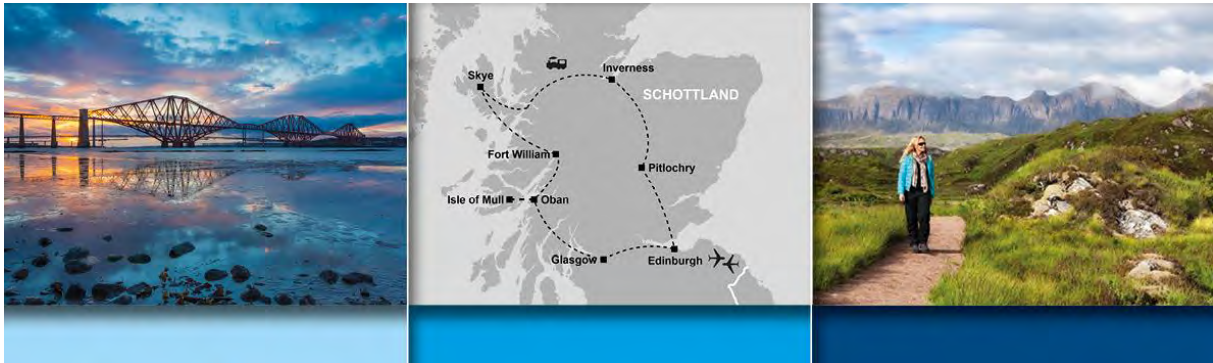 Skye
Inverness
SCHOTTLAND
Fort William
Pitlochry
Isle of Mull
Oban
Glasgow
Edinburgh